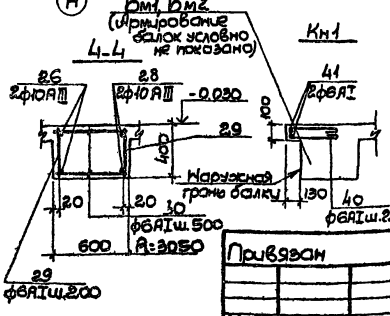 А
Бм1, Бм2
(Армирование
балок условно
не показано)
Кн1
4-4
26
2ф10АIII
28
2ф10АIII
-0.030
29
400
100
41
2ф6АI
Наружная
грань балки
130
40
20
20
30
ф6АIш.500
ф6АIш.2
600
R=3050
29
ф6АIш.200
Привязан